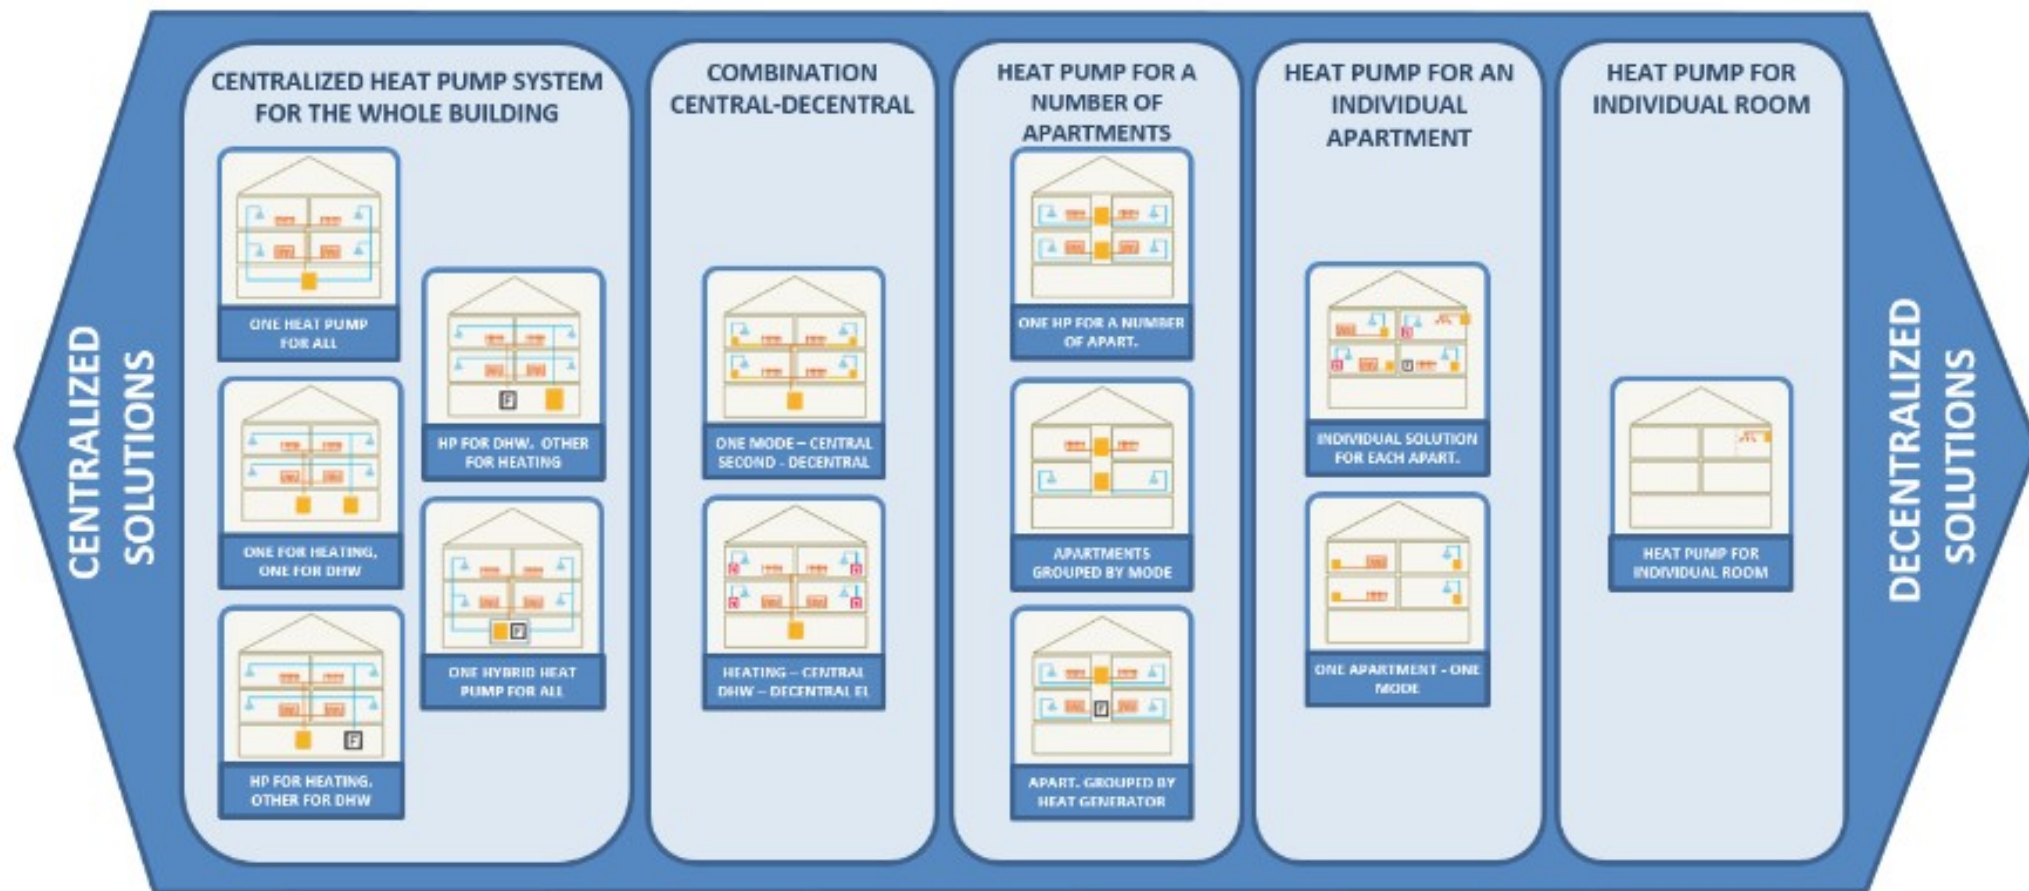 CENTRALIZED
SOLUTIONS
CENTRALIZED HEAT PUMP SYSTEM
FOR THE WHOLE BUILDING
ONE HEAT PUMP
FOR ALL
ONE FOR HEATING,
ONE FOR DHW
F
HP FOR HEATING.
OTHER FOR DHW
F
HP FOR DHW. OTHER
FOR HEATING
F
ONE HYBRID HEAT
PUMP FOR ALL
COMBINATION
CENTRAL-DECENTRAL
ONE MODE – CENTRAL
SECOND - DECENTRAL
HEATING – CENTRAL
DHW – DECENTRAL EL
HEAT PUMP FOR A
NUMBER OF
APARTMENTS
ONE HP FOR A NUMBER
OF APART.
APARTMENTS
GROUPED BY MODE
F
APART. GROUPED BY
HEAT GENERATOR
HEAT PUMP FOR AN
INDIVIDUAL
APARTMENT
F
INDIVIDUAL SOLUTION
FOR EACH APART.
ONE APARTMENT - ONE
MODE
HEAT PUMP FOR
INDIVIDUAL ROOM
HEAT PUMP FOR
INDIVIDUAL ROOM
DECENTRALIZED
SOLUTIONS